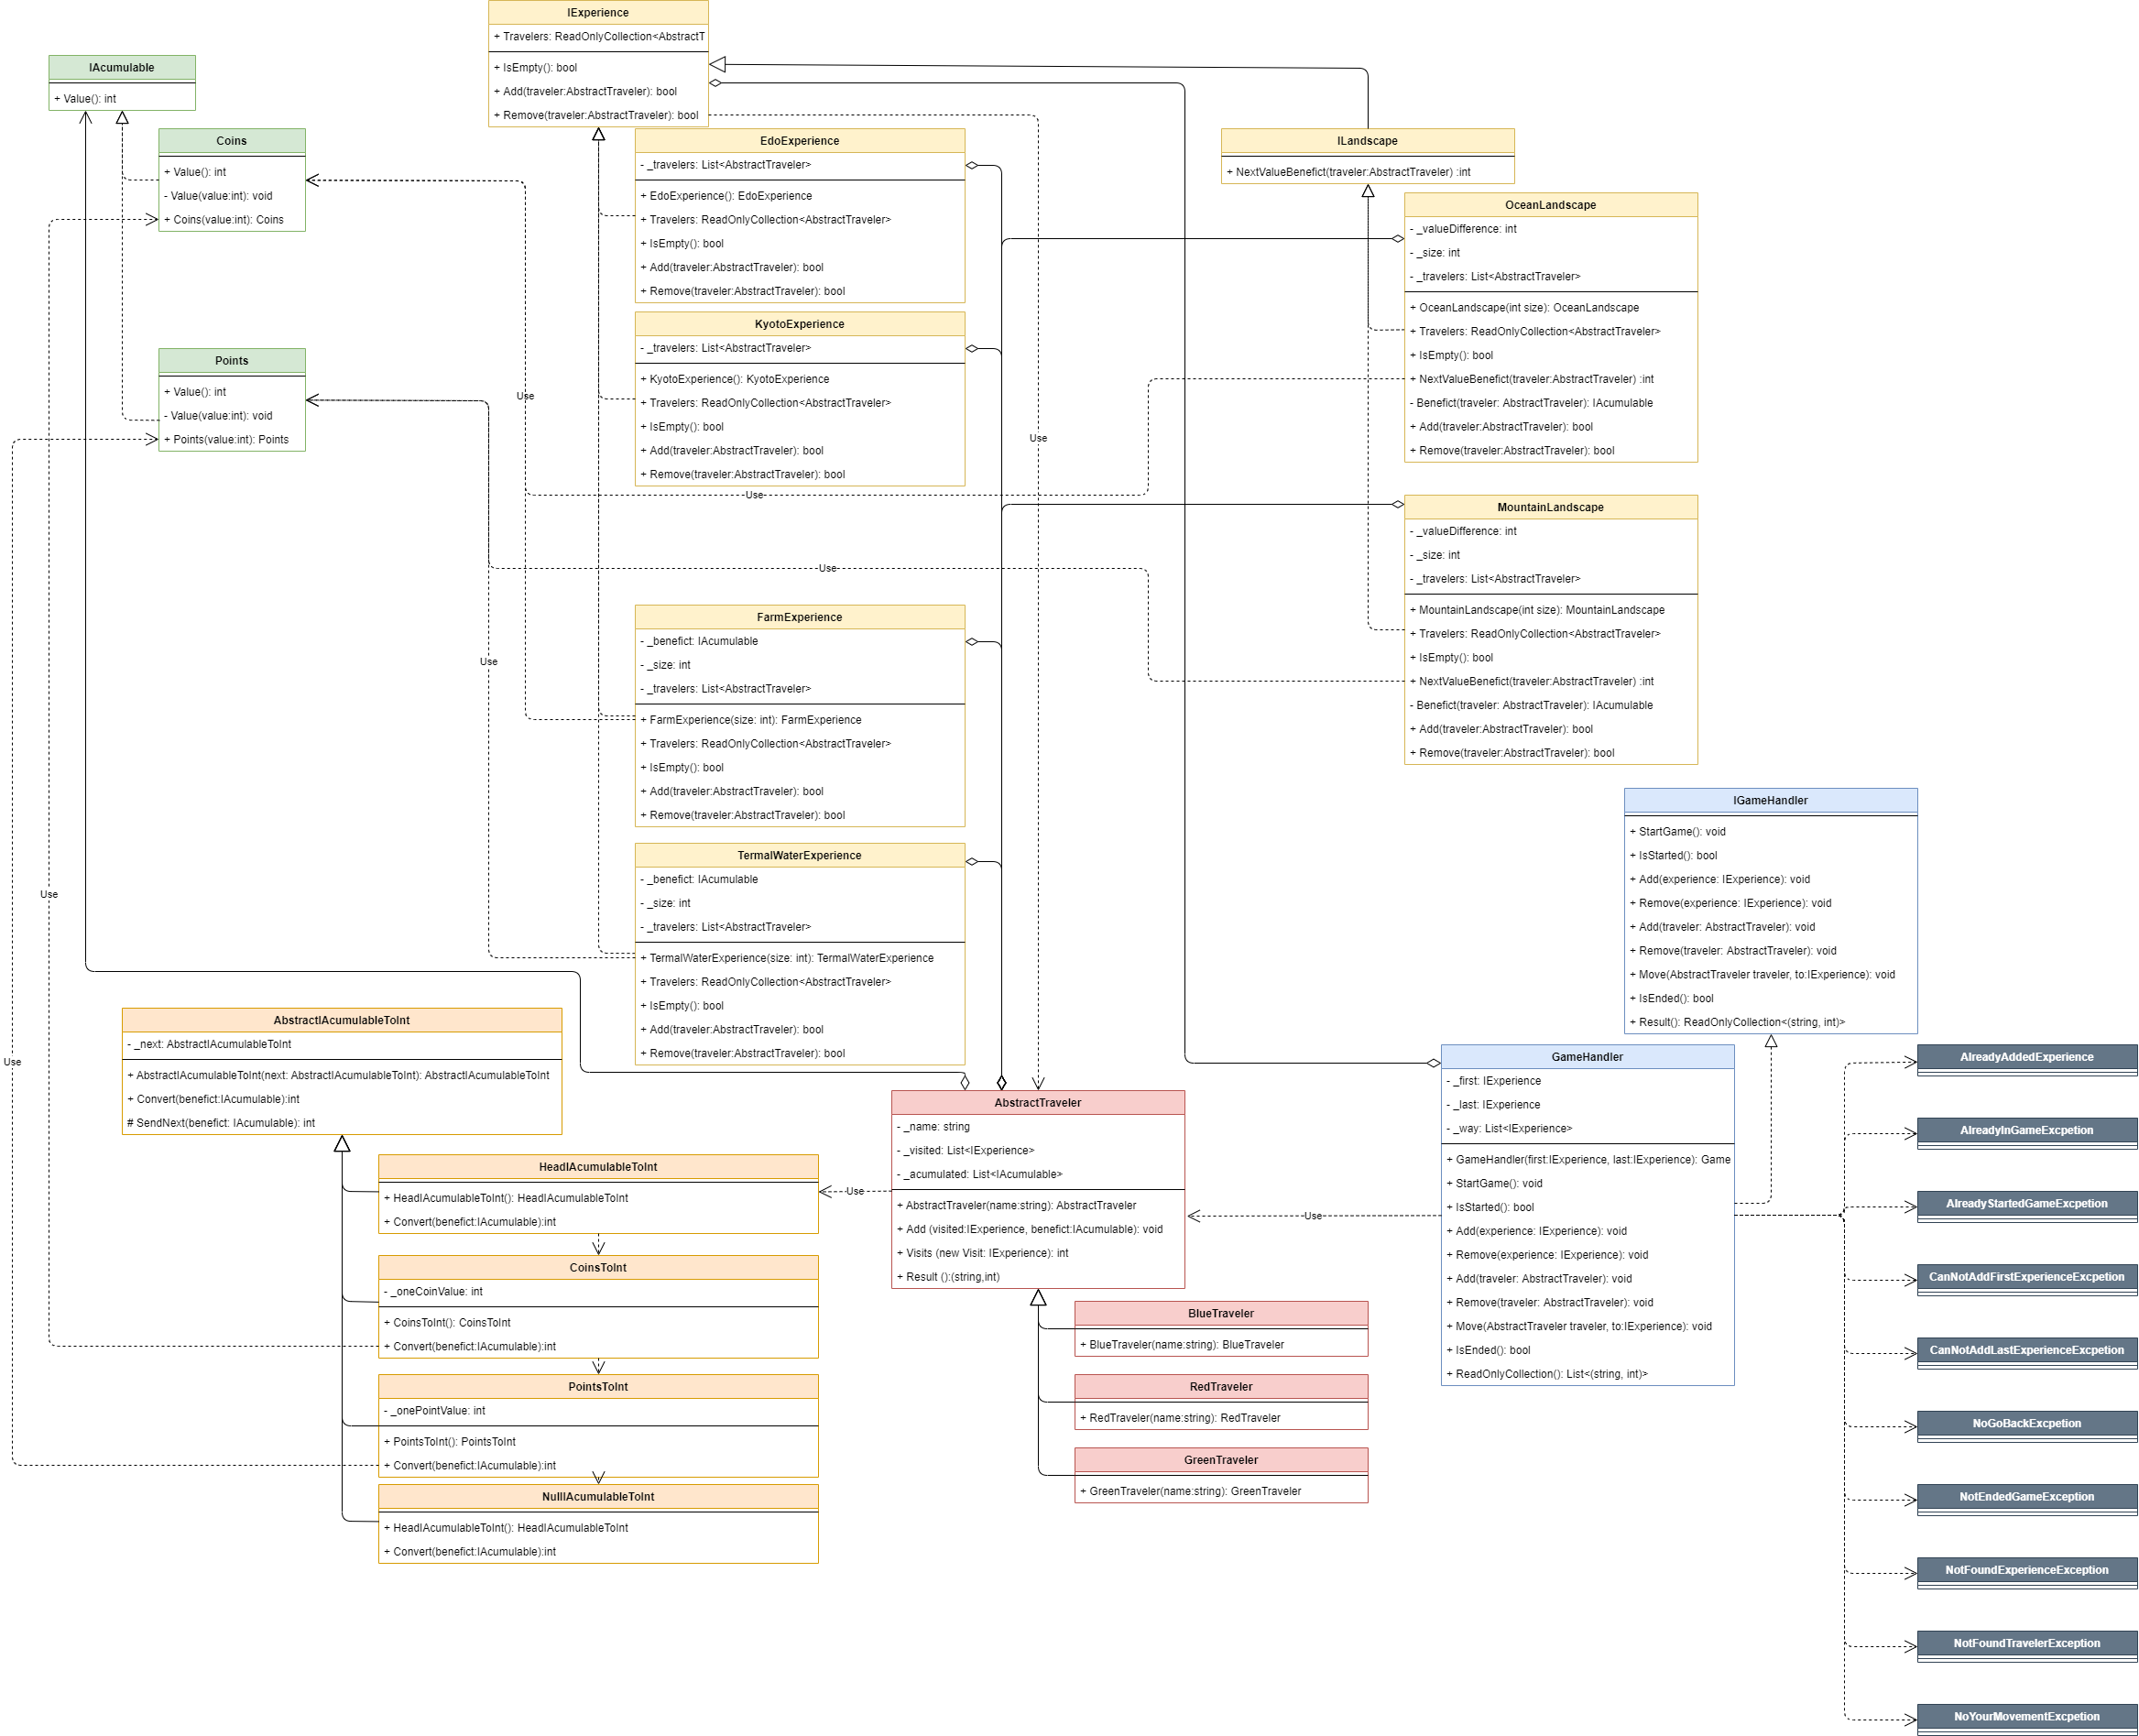 IExperience
+ Travelers: ReadOnlyCollection<AbstractT
+ IsEmpty(): bool
+ Add(traveler:AbstractTraveler): bool
+ Remove(traveler:AbstractTraveler): bool
IAcumulable
+ Value(): int
Coins
+ Value(): int
- Value(value:int): void
+ Coins(value:int): Coins
Points
+ Value(): int
- Value(value:int): void
+ Points(value:int): Points
EdoExperience
- _travelers: List<AbstractTraveler>
+ EdoExperience(): EdoExperience
+ Travelers: ReadOnlyCollection<AbstractTraveler>
+ IsEmpty(): bool
+ Add(traveler:AbstractTraveler): bool
+ Remove(traveler:AbstractTraveler): bool
KyotoExperience
- _travelers: List<AbstractTraveler>
+ KyotoExperience(): KyotoExperience
+ Travelers: ReadOnlyCollection<AbstractTraveler>
+ IsEmpty(): bool
+ Add(traveler:AbstractTraveler): bool
+ Remove(traveler:AbstractTraveler): bool
ILandscape
+ NextValueBenefict(traveler:AbstractTraveler) :int
OceanLandscape
- _valueDifference: int
- _size: int
- _travelers: List<AbstractTraveler>
+ OceanLandscape(int size): OceanLandscape
+ Travelers: ReadOnlyCollection<AbstractTraveler>
+ IsEmpty(): bool
+ NextValueBenefict(traveler:AbstractTraveler) :int
- Benefict(traveler: AbstractTraveler): IAcumulable
+ Add(traveler:AbstractTraveler): bool
+ Remove(traveler:AbstractTraveler): bool
Use
Use
Use
MountainLandscape
- _valueDifference: int
- _size: int
- _travelers: List<AbstractTraveler>
+ MountainLandscape(int size): MountainLandscape
+ Travelers: ReadOnlyCollection<AbstractTraveler>
+ IsEmpty(): bool
+ NextValueBenefict(traveler:AbstractTraveler) :int
- Benefict(traveler: AbstractTraveler): IAcumulable
+ Add(traveler:AbstractTraveler): bool
+ Remove(traveler:AbstractTraveler): bool
Use
Use
FarmExperience
- _benefict: IAcumulable
- _size: int
- _travelers: List<AbstractTraveler>
+ FarmExperience(size: int): FarmExperience
+ Travelers: ReadOnlyCollection<AbstractTraveler>
+ IsEmpty(): bool
+ Add(traveler:AbstractTraveler): bool
+ Remove(traveler:AbstractTraveler): bool
TermalWaterExperience
- _benefict: IAcumulable
- _size: int
- _travelers: List<AbstractTraveler>
+ TermalWaterExperience(size: int): TermalWaterExperience
+ Travelers: ReadOnlyCollection<AbstractTraveler>
+ IsEmpty(): bool
+ Add(traveler:AbstractTraveler): bool
+ Remove(traveler:AbstractTraveler): bool
IGameHandler
+ StartGame(): void
+ IsStarted(): bool
+ Add(experience: IExperience): void
+ Remove(experience: IExperience): void
+ Add(traveler: AbstractTraveler): void
+ Remove(traveler: AbstractTraveler): void
+ Move(AbstractTraveler traveler, to:IExperience): void
+ IsEnded(): bool
+ Result(): ReadOnlyCollection<(string, int)>
Use
Use
AbstractIAcumulableToInt
- _next: AbstractIAcumulableToInt
+ AbstractIAcumulableToInt(next: AbstractIAcumulableToInt): AbstractIAcumulableToInt
+ Convert(benefict:IAcumulable):int
# SendNext(benefict: IAcumulable): int
HeadIAcumulableToInt
+ HeadIAcumulableToInt(): HeadIAcumulableToInt
+ Convert(benefict:IAcumulable):int
CoinsToInt
- _oneCoinValue: int
+ CoinsToInt(): CoinsToInt
+ Convert(benefict:IAcumulable):int
PointsToInt
- _onePointValue: int
+ PointsToInt(): PointsToInt
+ Convert(benefict:IAcumulable):int
NullIAcumulableToInt
+ HeadIAcumulableToInt(): HeadIAcumulableToInt
+ Convert(benefict:IAcumulable):int
Use
AbstractTraveler
- _name: string
- _visited: List<IExperience>
- _acumulated: List<IAcumulable>
+ AbstractTraveler(name:string): AbstractTraveler
+ Add (visited:IExperience, benefict:IAcumulable): void
+ Visits (new Visit: IExperience): int
+ Result ():(string,int)
BlueTraveler
+ BlueTraveler(name:string): BlueTraveler
RedTraveler
+ RedTraveler(name:string): RedTraveler
GreenTraveler
+ GreenTraveler(name:string): GreenTraveler
Use
GameHandler
- _first: IExperience
- _last: IExperience
- _way: List<IExperience>
+ GameHandler(first:IExperience, last:IExperience): Game
+ StartGame(): void
+ IsStarted(): bool
+ Add(experience: IExperience): void
+ Remove(experience: IExperience): void
+ Add(traveler: AbstractTraveler): void
+ Remove(traveler: AbstractTraveler): void
+ Move(AbstractTraveler traveler, to:IExperience): void
+ IsEnded(): bool
+ ReadOnlyCollection(): List<(string, int)>
AlreadyAddedExperience
AlreadyInGameExcpetion
AlreadyStartedGameExcpetion
CanNotAddFirstExperienceExcpetion
CanNotAddLastExperienceExcpetion
NoGoBackExcpetion
NotEndedGameException
NotFoundExperienceException
NotFoundTravelerException
NoYourMovementExcpetion